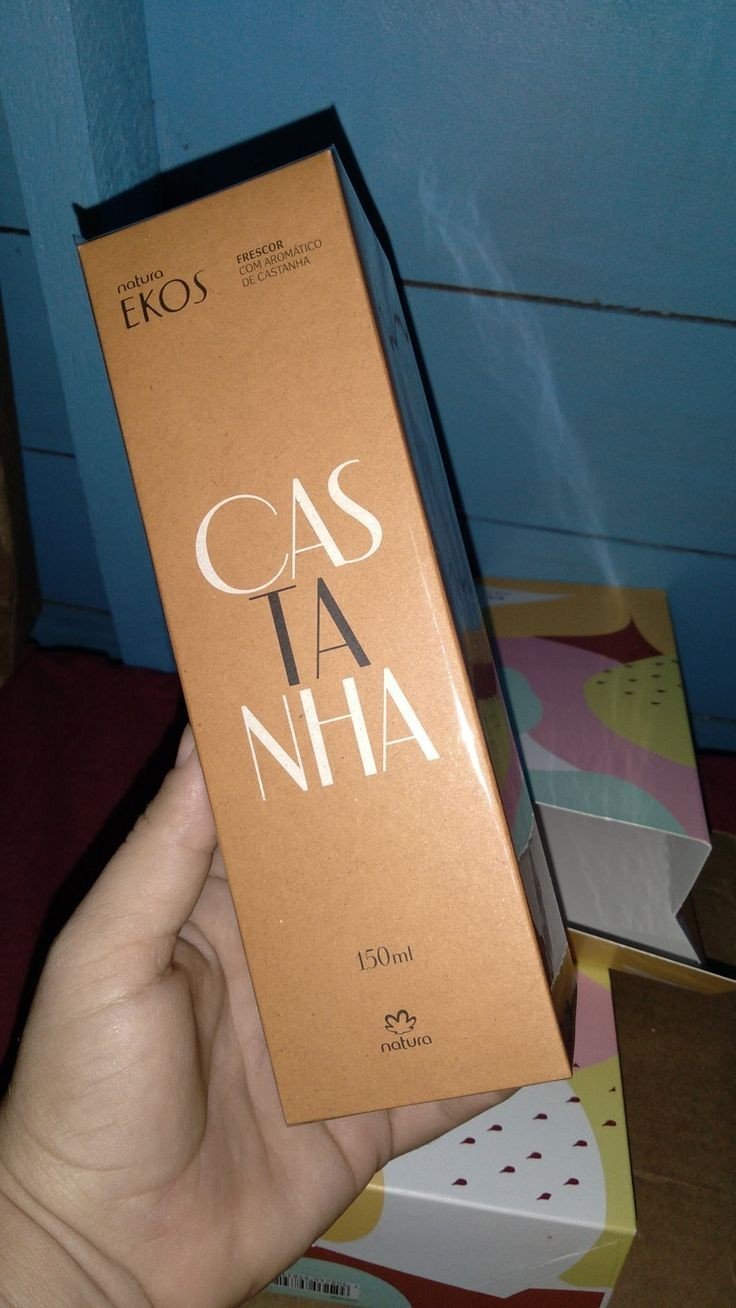 natura
EKOS
FRESCOR
COM AROMÁTICO
DE CASTANHA
CAS
TA
NHA
150ml
natura